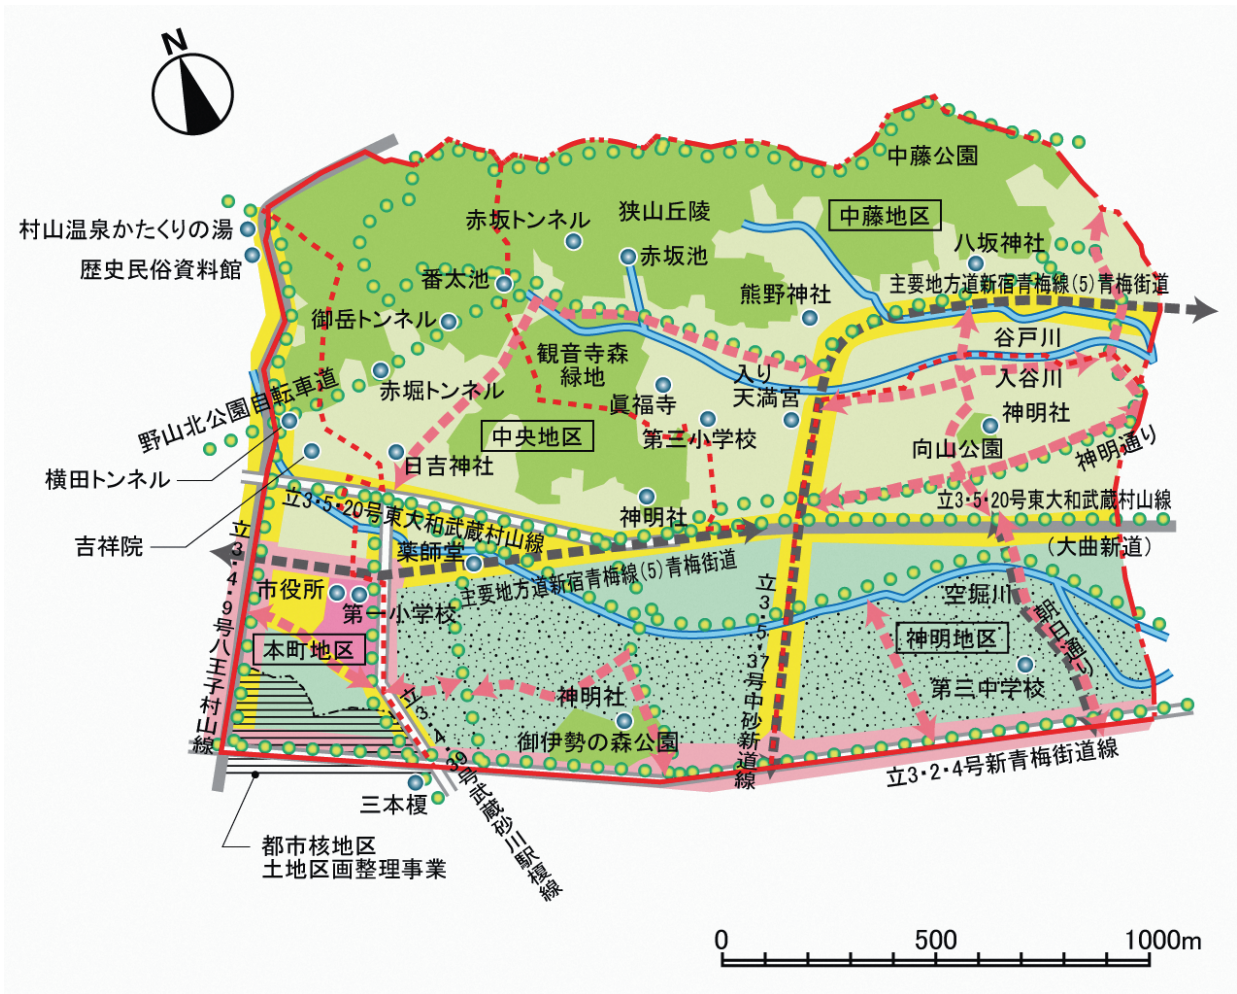 N
中藤公園
狭山丘陵
中藤地区
赤坂トンネル
村山温泉かたくりの湯
八坂神社
赤坂池
歴史民俗資料館
番太池
主要地方道新宿青梅線(5)青梅街道
熊野神社
御岳トンネル
谷戸川
観音寺森
緑地
入り
天満宮
入谷川
赤堀トンネル
野山北公園自転車道
眞福寺
神明社
中央地区
第三小学校
向山公園
神明通り
日吉神社
横田トンネル
立3・5・20号東大和武蔵村山線
神明社
立3・5・20号東大和武蔵村山線
吉祥院
(大曲新道)
薬師堂
主要地方道新宿青梅線(5)青梅街道
立3・4・9号八王子村山線
市役所
第一小学校
空堀川
立3・5・37号中砂新道線
朝日通り
本町地区
神明地区
第三中学校
神明社
立3・4・39号武蔵砂川駅榎線
御伊勢の森公園
立3・2・4号新青梅街道線
三本榎
都市核地区
土地区画整理事業
0 500 1000m